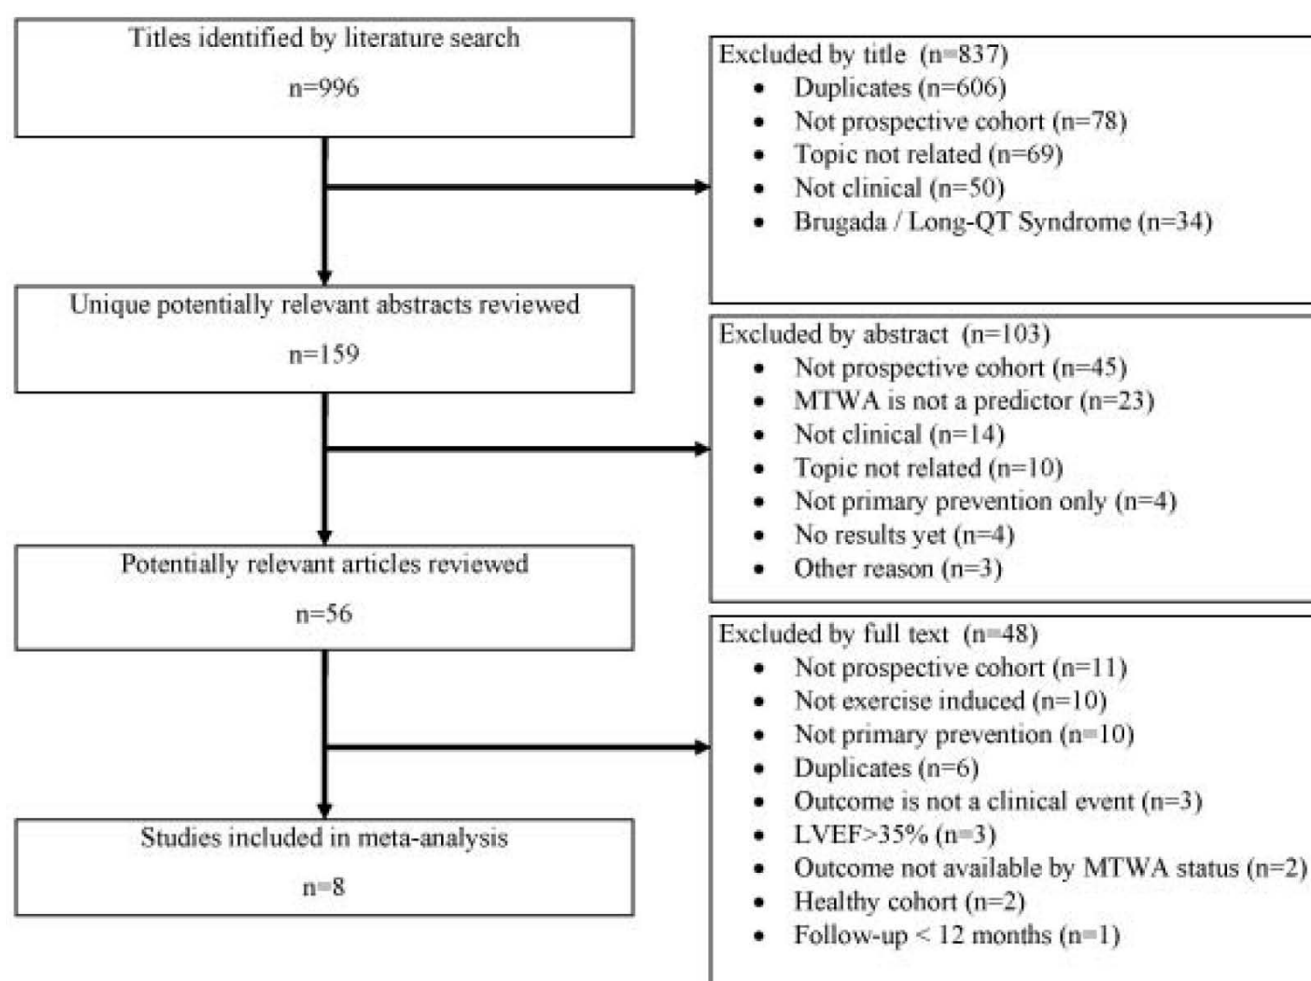 Titles identified by literature search
n=996
Excluded by title (n=837)
• Duplicates (n=606)
• Not prospective cohort (n=78)
• Topic not related (n=69)
• Not clinical (n=50)
• Brugada / Long-QT Syndrome (n=34)
Unique potentially relevant abstracts reviewed
n=159
Excluded by abstract (n=103)
• Not prospective cohort (n=45)
• MTWA is not a predictor (n=23)
• Not clinical (n=14)
• Topic not related (n=10)
• Not primary prevention only (n=4)
• No results yet (n=4)
• Other reason (n=3)
Potentially relevant articles reviewed
n=56
Excluded by full text (n=48)
• Not prospective cohort (n=11)
• Not exercise induced (n=10)
• Not primary prevention (n=10)
• Duplicates (n=6)
• Outcome is not a clinical event (n=3)
• LVEF>35% (n=3)
• Outcome not available by MTWA status (n=2)
• Healthy cohort (n=2)
• Follow-up < 12 months (n=1)
Studies included in meta-analysis
n=8